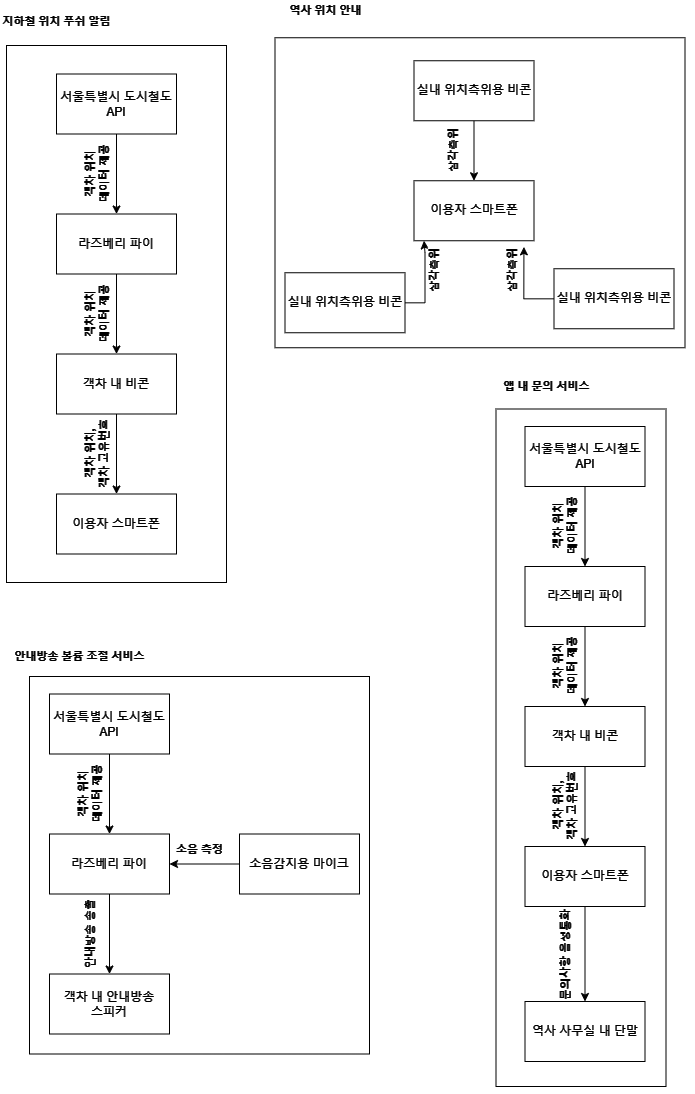 지하철 위치 푸쉬 알림
서울특별시 도시철도
API
객차 위치
데이터 제공
라즈베리 파이
객차 위치
데이터 제공
객차 내 비콘
객차 위치,
객차 고유번호
이용자 스마트폰
역사 위치 안내
실내 위치측위용 비콘
삼각측위
이용자 스마트폰
삼각측위
삼각측위
실내 위치측위용 비콘
실내 위치측위용 비콘
앱 내 문의 서비스
서울특별시 도시철도
API
객차 위치
데이터 제공
라즈베리 파이
객차 위치
데이터 제공
객차 내 비콘
객차 위치,
객차 고유번호
이용자 스마트폰
문의사항 음성통화
역사 사무실 내 단말
안내방송 볼륨 조절 서비스
서울특별시 도시철도
API
객차 위치
데이터 제공
라즈베리 파이
소음 측정
소음감지용 마이크
안내방송 송출
객차 내 안내방송
스피커